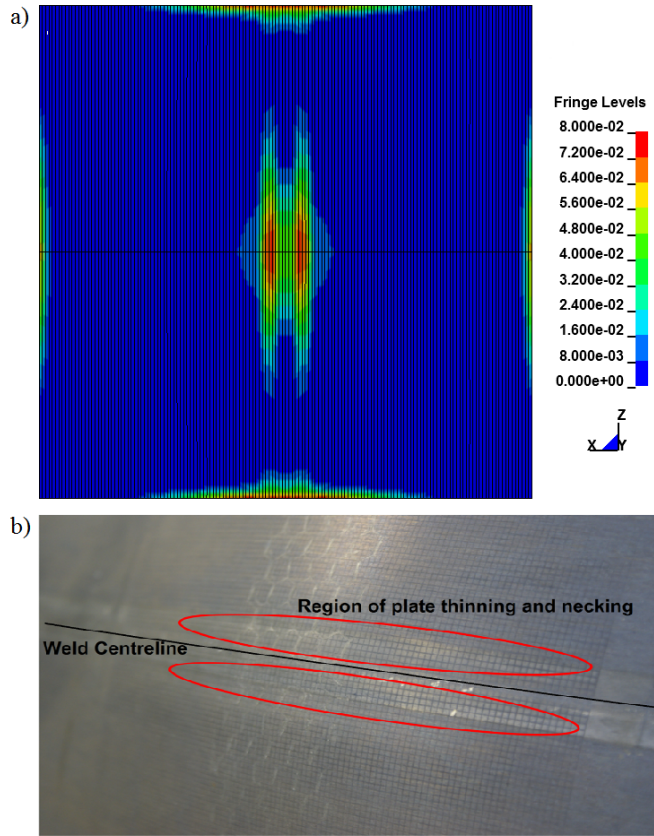 a)
Fringe Levels
8.000e-02
7.200e-02
6.400e-02
5.600e-02
4.800e-02
4.000e-02
3.200e-02
2.400e-02
1.600e-02
8.000e-03
0.000e+00
Z
X Y
b)
Region of plate thinning and necking
Weld Centreline